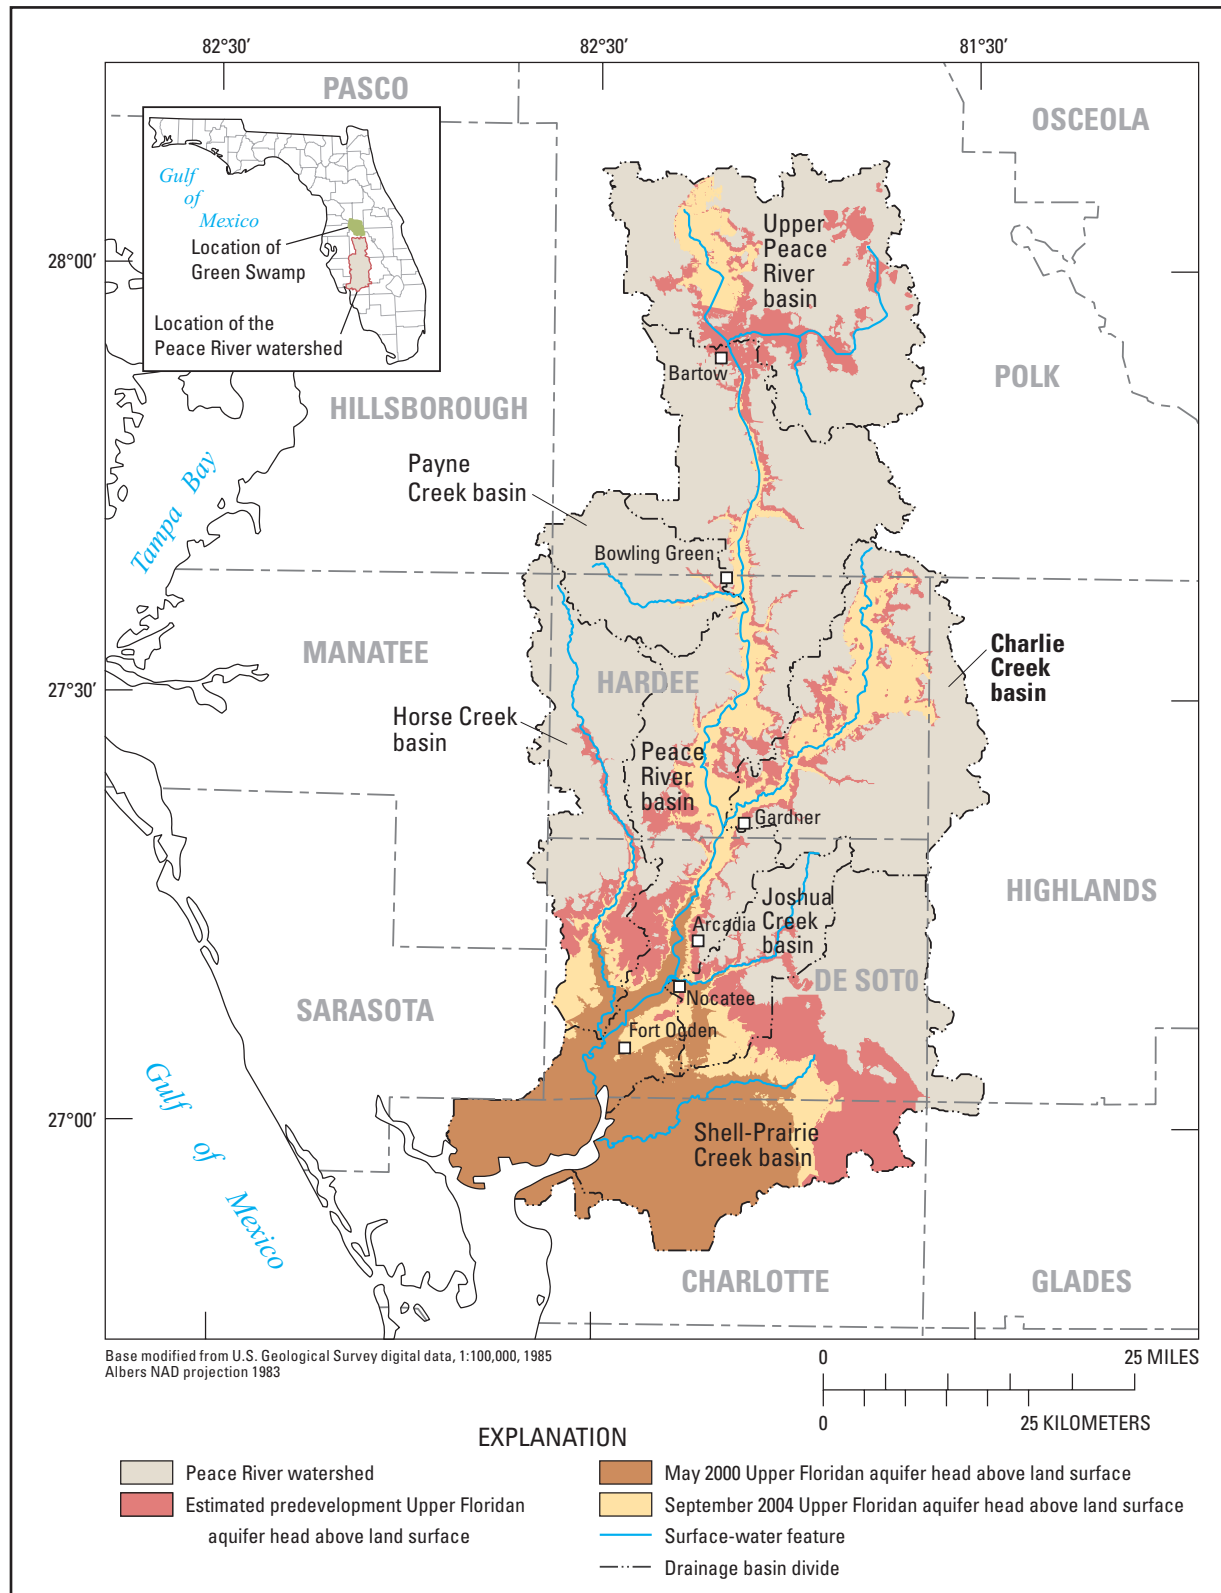 82°30′
82°30′
81°30′
PASCO
OSCEOLA
Gulf
of
Mexico
Location of
Green Swamp
Location of the
Peace River watershed
Upper
Peace
River
basin
28°00′
Bartow
POLK
HILLSBOROUGH
Payne
Creek basin
Tampa Bay
Bowling Green
MANATEE
HARDEE
Charlie
Creek
basin
27°30′
Horse Creek
basin
Peace
River
basin
Gardner
HIGHLANDS
Joshua
Creek
basin
Arcadia
DE SOTO
Nocatee
SARASOTA
Fort Ogden
Gulf
of
Mexico
27°00′
Shell-Prairie
Creek basin
CHARLOTTE
GLADES
Base modified from U.S. Geological Survey digital data, 1:100,000, 1985
Albers NAD projection 1983
0 25 MILES
0 25 KILOMETERS
EXPLANATION
Peace River watershed
Estimated predevelopment Upper Floridan
aquifer head above land surface
May 2000 Upper Floridan aquifer head above land surface
September 2004 Upper Floridan aquifer head above land surface
Surface-water feature
Drainage basin divide